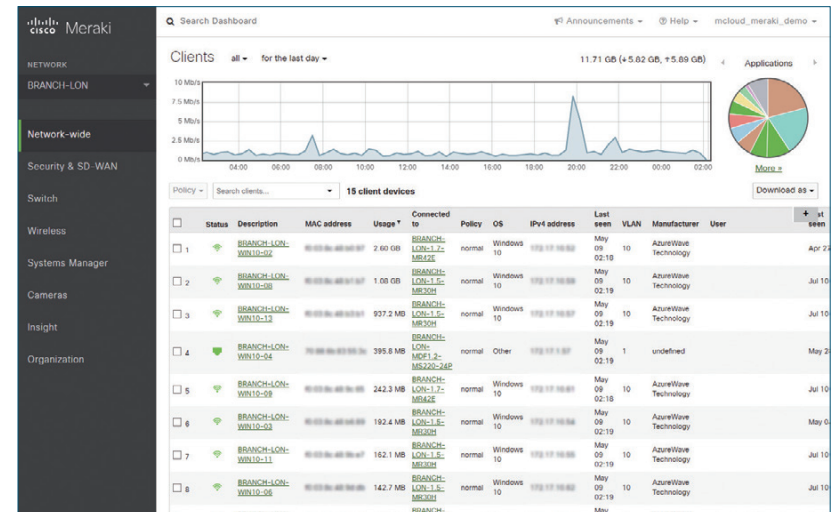 cisco Meraki
Search Dashboard
Announcements
Help
mcloud_meraki_demo
NETWORK
BRANCH-LON
Network-wide
Security & SD-WAN
Switch
Wireless
Systems Manager
Cameras
Insight
Organization
Clients all for the last day
11.71 GB (↓5.82 GB, ↑5.89 GB)
Applications
10 Mb/s
7.5 Mb/s
5 Mb/s
2.5 Mb/s
0 Mb/s
04:00 06:00 08:00 10:00 12:00 14:00 16:00 18:00 20:00 22:00 00:00 02:00
More »
Policy Search clients... 15 client devices Download as
Status Description MAC address Usage Connected to Policy OS IPv4 address Last seen VLAN Manufacturer User + seen
1 BRANCH-LON-WIN10-02 2.60 GB BRANCH-LON-1.7-MR42E normal Windows 10 May 09 02:18 10 AzureWave Technology Apr
2 BRANCH-LON-WIN10-08 1.08 GB BRANCH-LON-1.5-MR30H normal Windows 10 May 09 02:19 10 AzureWave Technology Jul 10
3 BRANCH-LON-WIN10-13 937.2 MB BRANCH-LON-1.5-MR30H normal Windows 10 May 09 02:19 10 AzureWave Technology Jul 10
4 BRANCH-LON-WIN10-04 395.8 MB BRANCH-LON-MDF1.2-MS220-24P normal Other May 09 02:19 1 undefined May
5 BRANCH-LON-WIN10-09 242.3 MB BRANCH-LON-1.7-MR42E normal Windows 10 May 09 02:18 10 AzureWave Technology Jul 10
6 BRANCH-LON-WIN10-03 192.4 MB BRANCH-LON-1.5-MR30H normal Windows 10 May 09 02:19 10 AzureWave Technology May
7 BRANCH-LON-WIN10-11 162.1 MB BRANCH-LON-1.5-MR30H normal Windows 10 May 09 02:19 10 AzureWave Technology Jul 10
8 BRANCH-LON-WIN10-06 142.7 MB BRANCH-LON-1.5-MR30H normal Windows 10 May 09 02:19 10 AzureWave Technology Jul 10
BRANCH- May